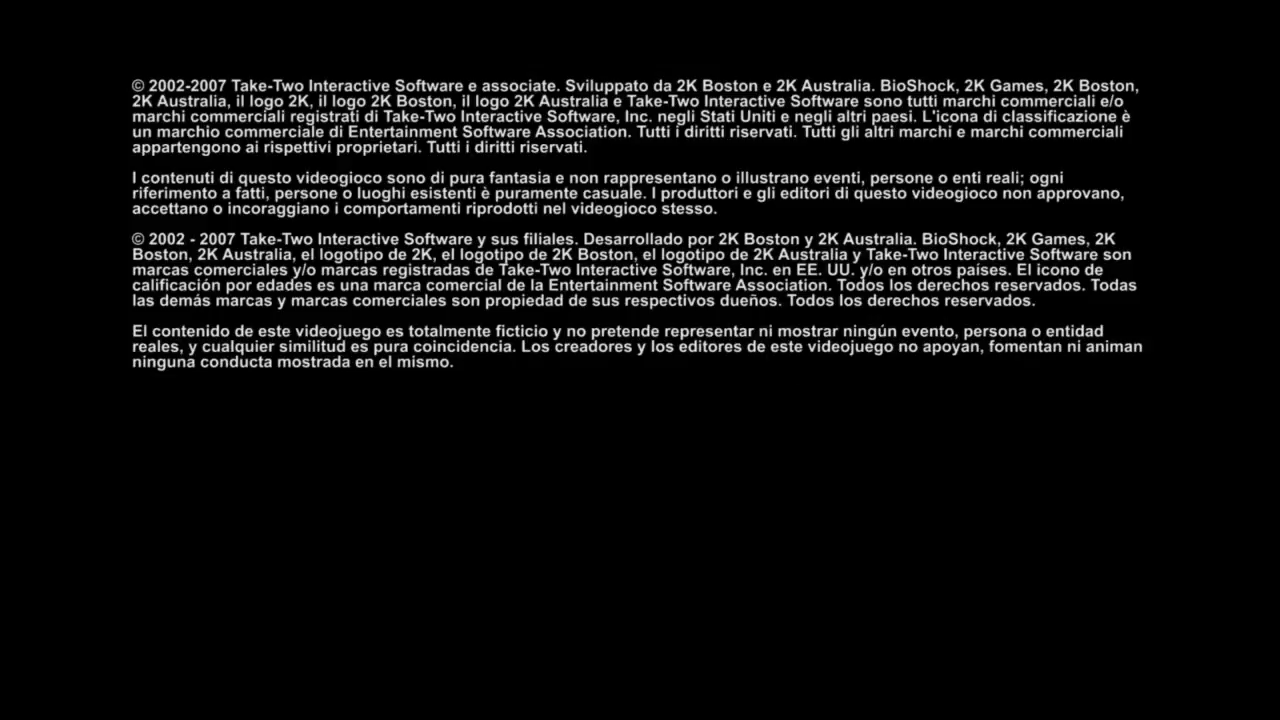 © 2002-2007 Take-Two Interactive Software e associate. Sviluppato da 2K Boston e 2K Australia. BioShock, 2K Games, 2K Boston,
2K Australia, il logo 2K, il logo 2K Boston, il logo 2K Australia e Take-Two Interactive Software sono tutti marchi commerciali e/o
marchi commerciali registrati di Take-Two Interactive Software, Inc. negli Stati Uniti e negli altri paesi. L'icona di classificazione è
un marchio commerciale di Entertainment Software Association. Tutti i diritti riservati. Tutti gli altri marchi e marchi commerciali
appartengono ai rispettivi proprietari. Tutti i diritti riservati.
I contenuti di questo videogioco sono di pura fantasia e non rappresentano o illustrano eventi, persone o enti reali; ogni
riferimento a fatti, persone o luoghi esistenti è puramente casuale. I produttori e gli editori di questo videogioco non approvano,
accettano o incoraggiano i comportamenti riprodotti nel videogioco stesso.
© 2002 - 2007 Take-Two Interactive Software y sus filiales. Desarrollado por 2K Boston y 2K Australia. BioShock, 2K Games, 2K
Boston, 2K Australia, el logotipo de 2K, el logotipo de 2K Boston, el logotipo de 2K Australia y Take-Two Interactive Software son
marcas comerciales y/o marcas registradas de Take-Two Interactive Software, Inc. en EE. UU. y/o en otros países. El icono de
calificación por edades es una marca comercial de la Entertainment Software Association. Todos los derechos reservados. Todas
las demás marcas y marcas comerciales son propiedad de sus respectivos dueños. Todos los derechos reservados.
El contenido de este videojuego es totalmente ficticio y no pretende representar ni mostrar ningún evento, persona o entidad
reales, y cualquier similitud es pura coincidencia. Los creadores y los editores de este videojuego no apoyan, fomentan ni animan
ninguna conducta mostrada en el mismo.